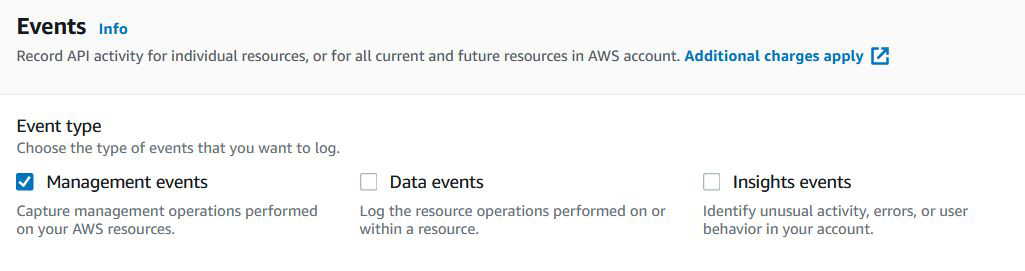 Events Info
Record API activity for individual resources, or for all current and future resources in AWS account. Additional charges apply
Event type
Choose the type of events that you want to log.
Management events
Capture management operations performed
on your AWS resources.
Data events
Log the resource operations performed on or
within a resource.
Insights events
Identify unusual activity, errors, or user
behavior in your account.